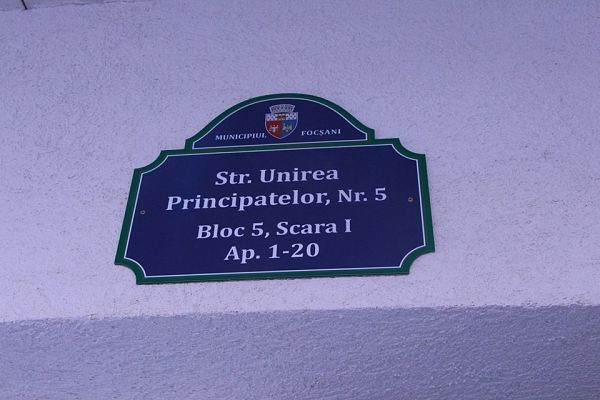 MUNICIPIUL FOCȘANI
Str. Unirea
Principatelor, Nr. 5
Bloc 5, Scara I
Ap. 1-20